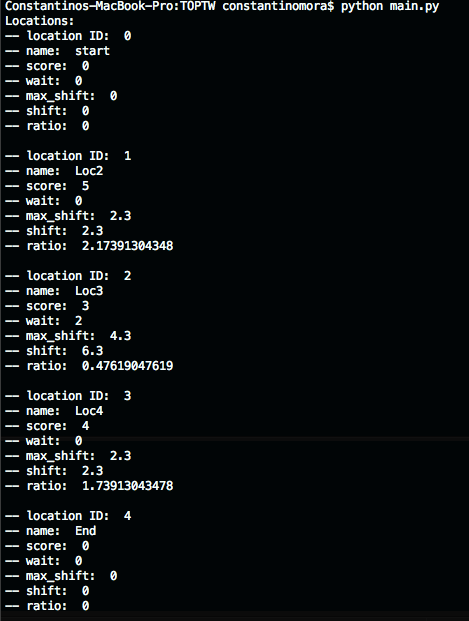 Constantinos-MacBook-Pro:TOPTW constantinomora$ python main.py
Locations:
—— location ID:  0
—— name:  start
—— score:  0
—— wait:  0
—— max_shift:  0
—— shift:  0
—— ratio:  0
—— location ID:  1
—— name:  Loc2
—— score:  5
—— wait:  0
—— max_shift:  2.3
—— shift:  2.3
—— ratio:  2.17391304348
—— location ID:  2
—— name:  Loc3
—— score:  3
—— wait:  2
—— max_shift:  4.3
—— shift:  6.3
—— ratio:  0.47619047619
—— location ID:  3
—— name:  Loc4
—— score:  4
—— wait:  0
—— max_shift:  2.3
—— shift:  2.3
—— ratio:  1.73913043478
—— location ID:  4
—— name:  End
—— score:  0
—— wait:  0
—— max_shift:  0
—— shift:  0
—— ratio:  0